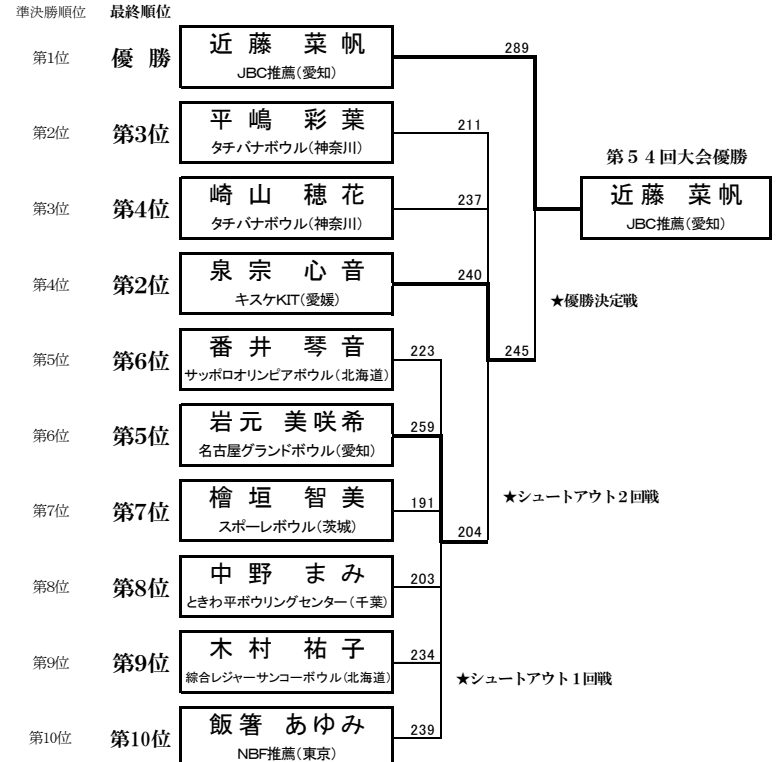 準決勝順位 最終順位
第1位 優 勝 近 藤 菜 帆 289
JBC推薦(愛知)
第2位 第3位 平 嶋 彩 葉 211
タチバナボウル(神奈川)
第54回大会優勝
近 藤 菜 帆
JBC推薦(愛知)
第3位 第4位 崎 山 穂 花 237
タチバナボウル(神奈川)
第4位 第2位 泉 宗 心 音 240
キスケKIT(愛媛)
★優勝決定戦
245
第5位 第6位 番 井 琴 音 223
サッポロオリンピアボウル(北海道)
第6位 第5位 岩 元 美咲希 259
名古屋グランドボウル(愛知)
★シュートアウト2回戦
204
第7位 第7位 檜 垣 智 美 191
スポーレボウル(茨城)
第8位 第8位 中 野 ま み 203
ときわ平ボウリングセンター(千葉)
第9位 第9位 木 村 祐 子 234
綜合レジャーサンコーボウル(北海道)
★シュートアウト1回戦
第10位 第10位 飯 箸 あゆみ 239
NBF推薦(東京)